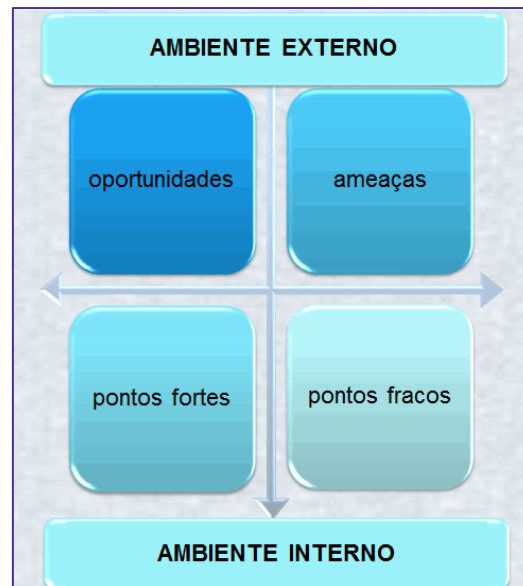 AMBIENTE EXTERNO
oportunidades
ameaças
pontos fortes
pontos fracos
AMBIENTE INTERNO